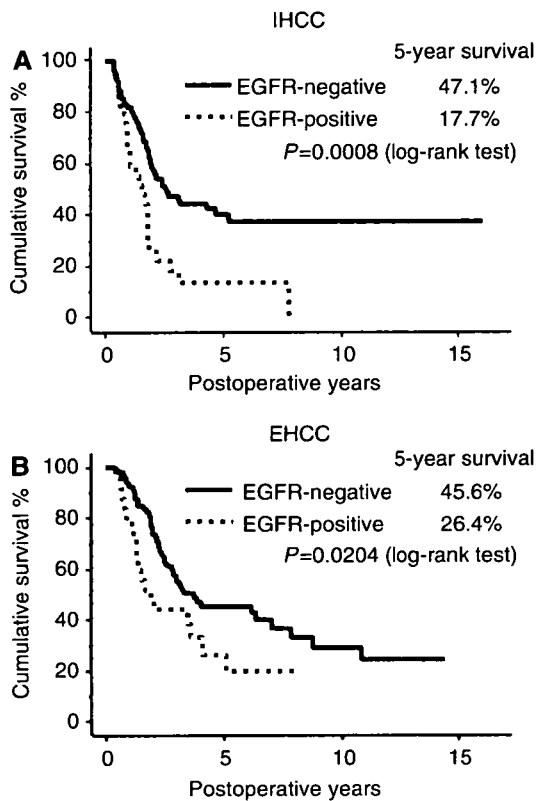 IHCC
A
5-year survival
EGFR-negative 47.1%
EGFR-positive 17.7%
P=0.0008 (log-rank test)
Cumulative survival %
100
80
60
40
20
0
0 5 10 15
Postoperative years
EHCC
B
5-year survival
EGFR-negative 45.6%
EGFR-positive 26.4%
P=0.0204 (log-rank test)
Cumulative survival %
100
80
60
40
20
0
0 5 10 15
Postoperative years